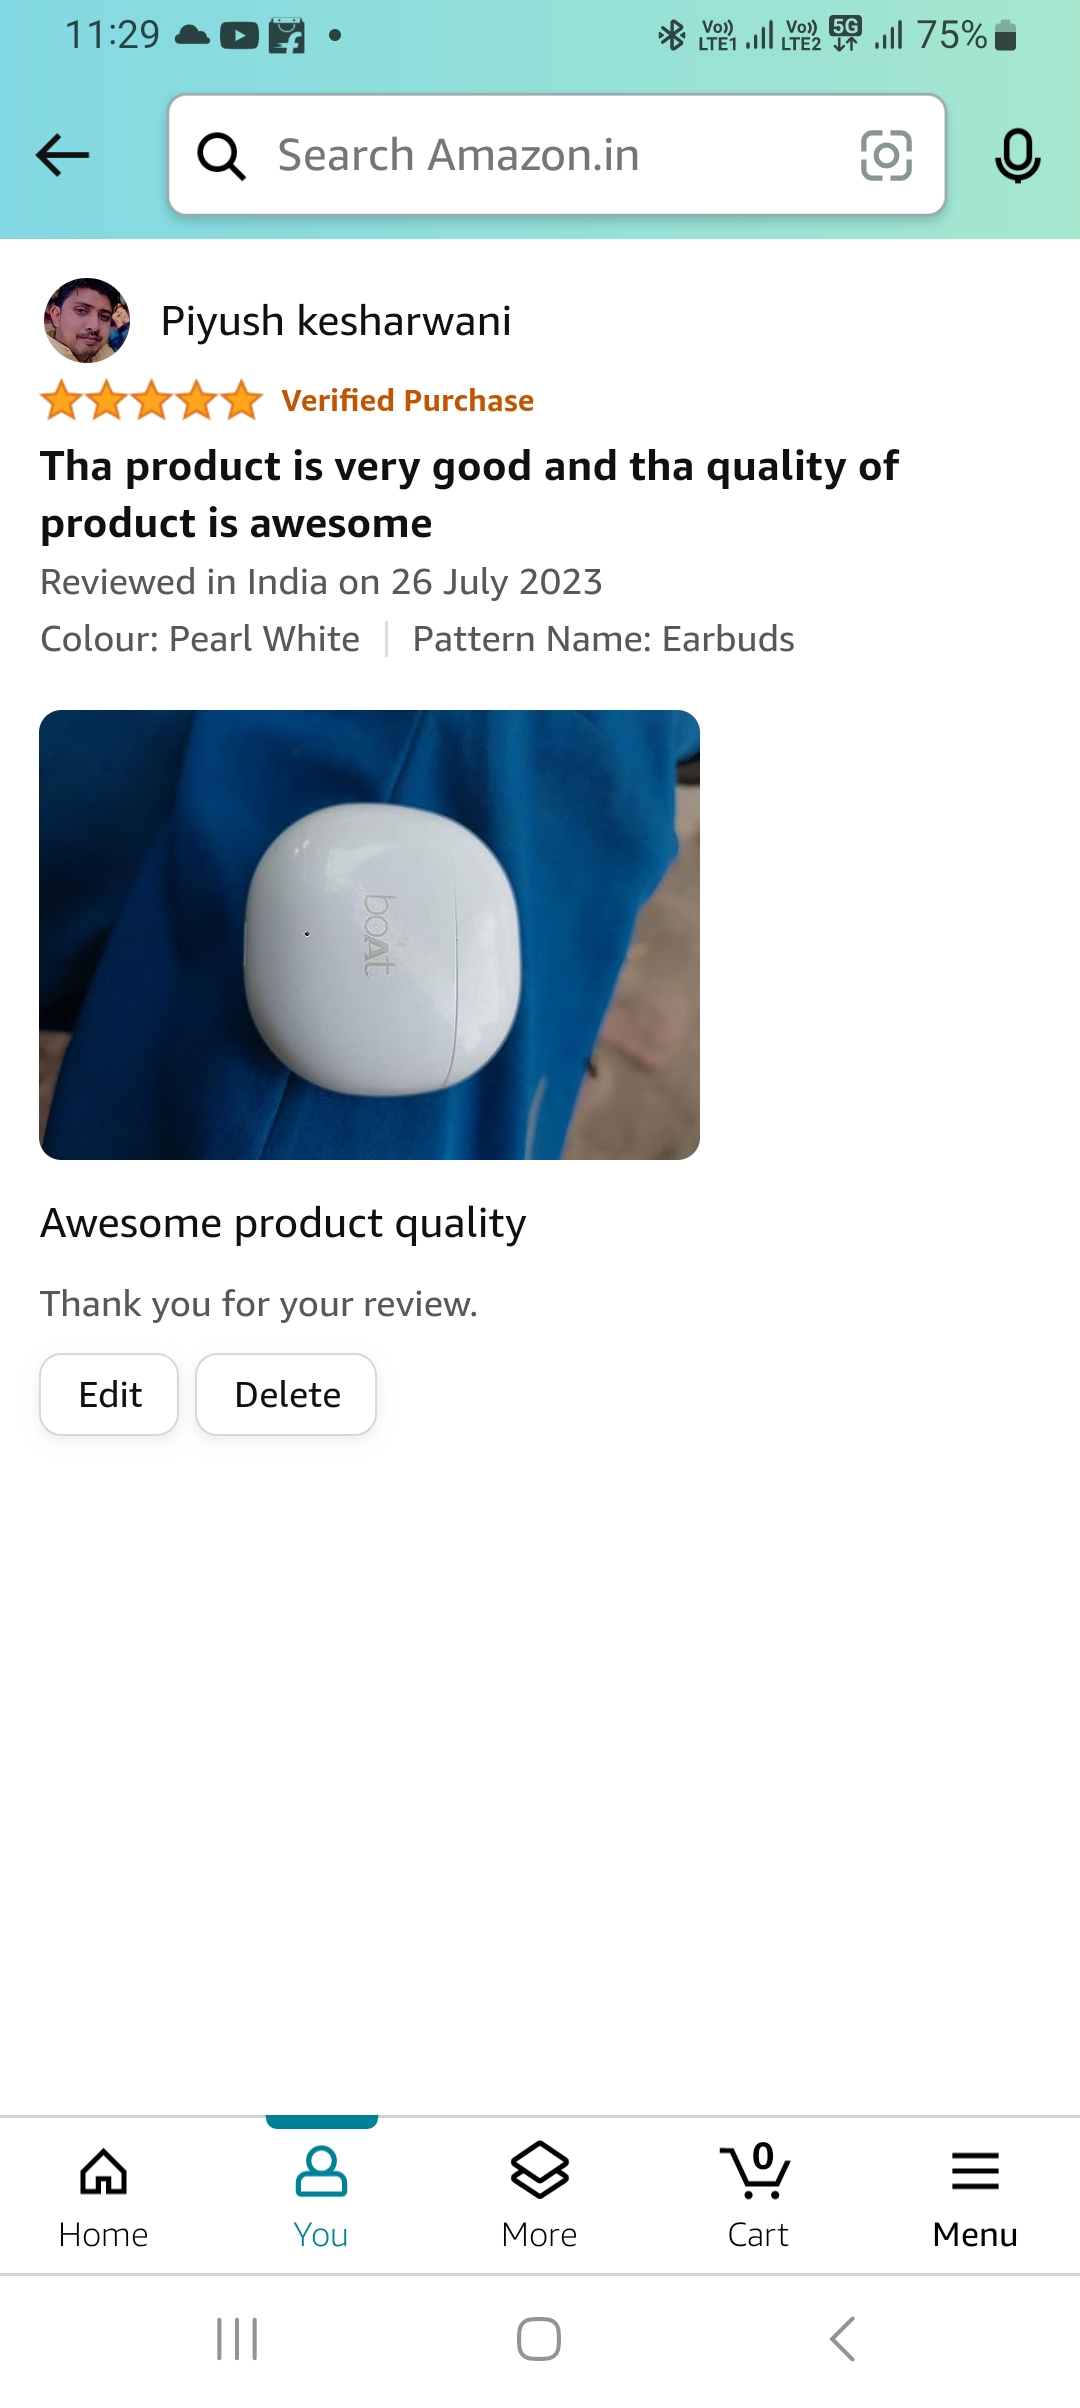 11:29
Vo)) LTE1 Vo)) LTE2 5G 75%
Search Amazon.in
Piyush kesharwani
Verified Purchase
Tha product is very good and tha quality of
product is awesome
Reviewed in India on 26 July 2023
Colour: Pearl White | Pattern Name: Earbuds
boAt
Awesome product quality
Thank you for your review.
Edit Delete
0
Home You More Cart Menu